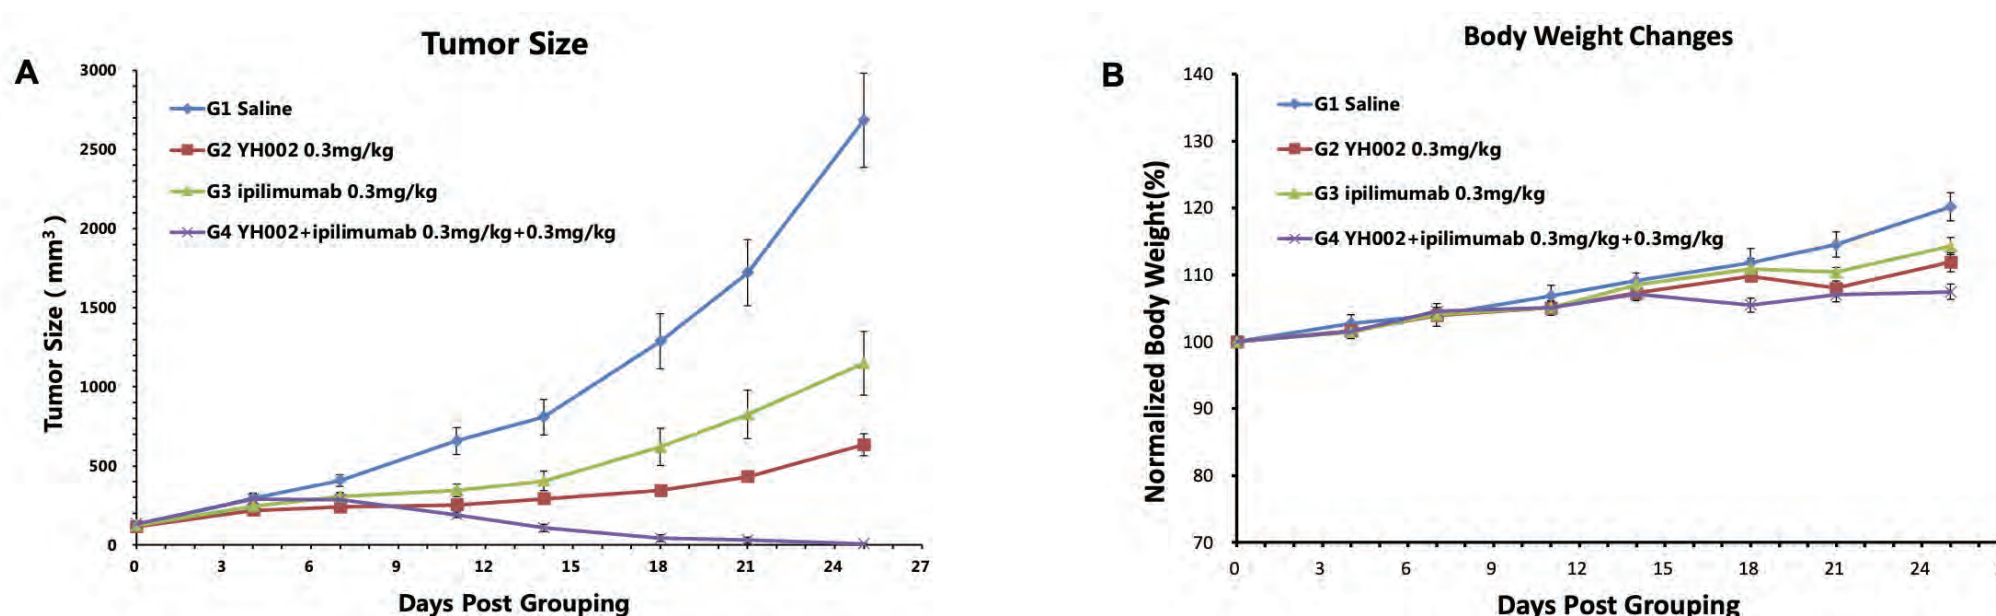 Tumor Size
A
3000
2500
2000
1500
1000
500
0
Tumor Size ( mm³ )
G1 Saline
G2 YH002 0.3mg/kg
G3 ipilimumab 0.3mg/kg
G4 YH002+ipilimumab 0.3mg/kg+0.3mg/kg
0 3 6 9 12 15 18 21 24 27
Days Post Grouping
Body Weight Changes
B
140
130
120
110
100
90
80
70
Normalized Body Weight(%)
G1 Saline
G2 YH002 0.3mg/kg
G3 ipilimumab 0.3mg/kg
G4 YH002+ipilimumab 0.3mg/kg+0.3mg/kg
0 3 6 9 12 15 18 21 24
Days Post Grouping